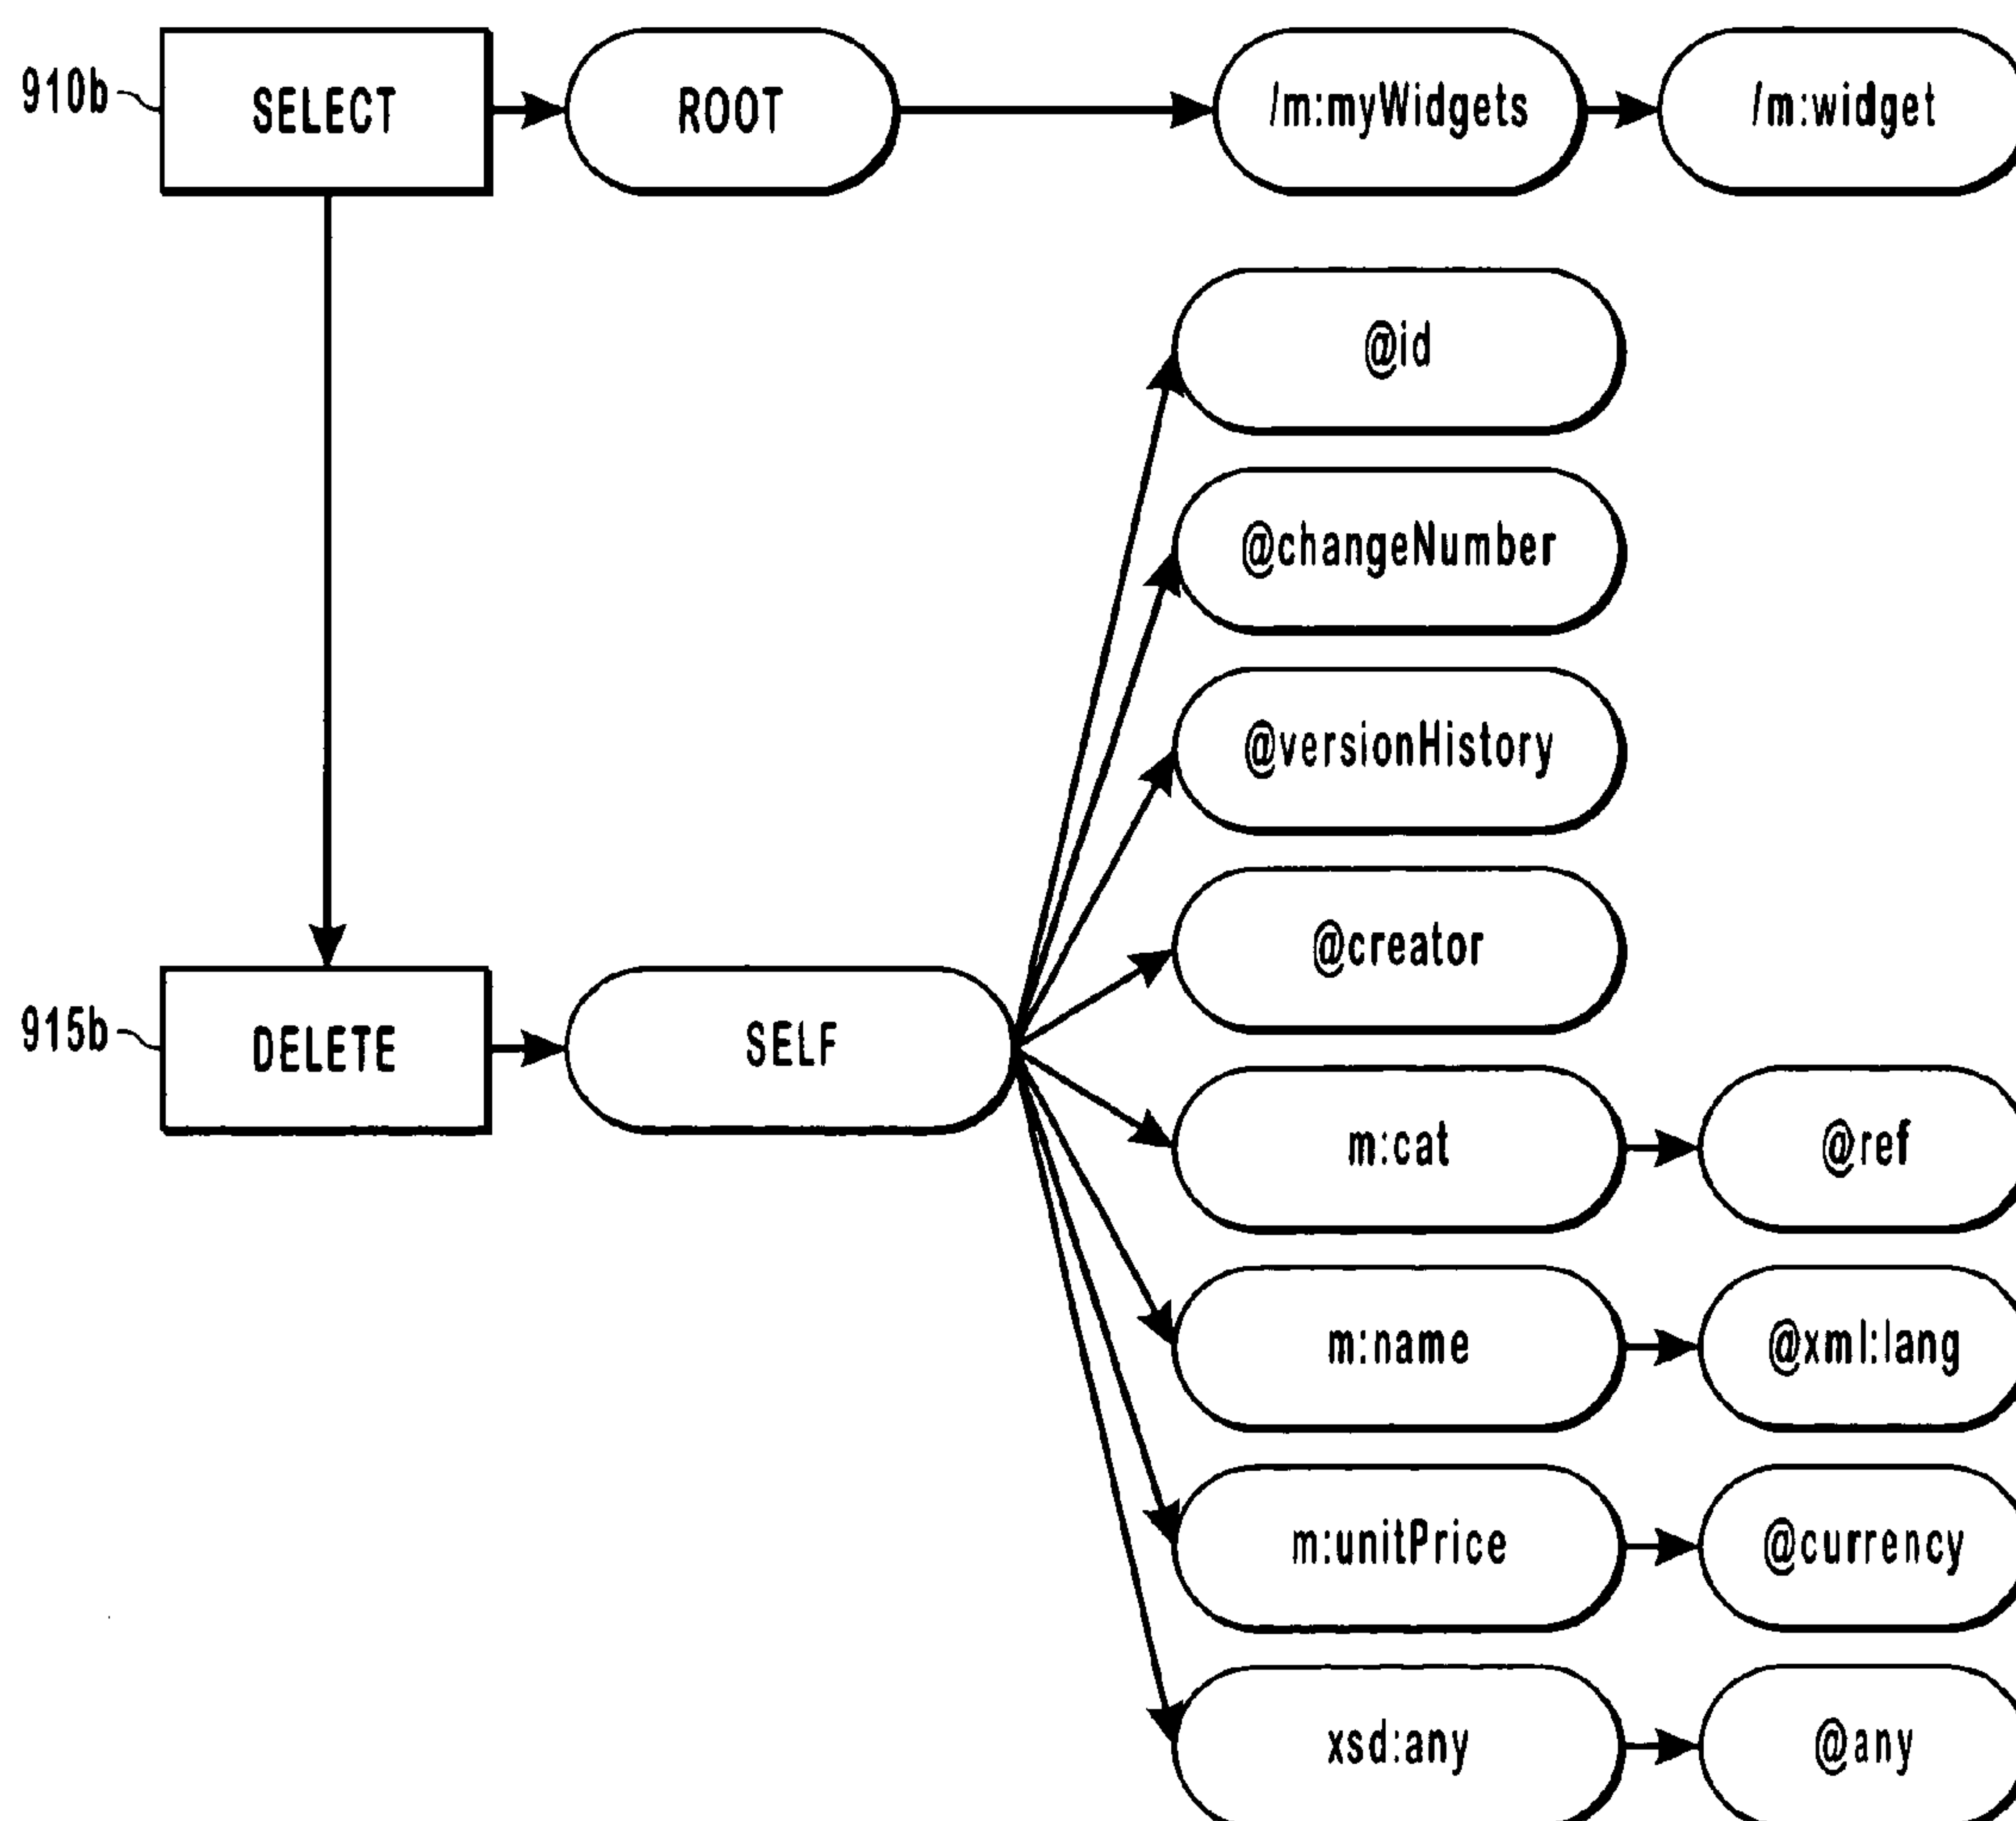 910b
SELECT
ROOT
/m:myWidgets
/m:widget
@id
@changeNumber
@versionHistory
@creator
915b
DELETE
SELF
m:cat
@ref
m:name
@xml:lang
m:unitPrice
@currency
xsd:any
@any